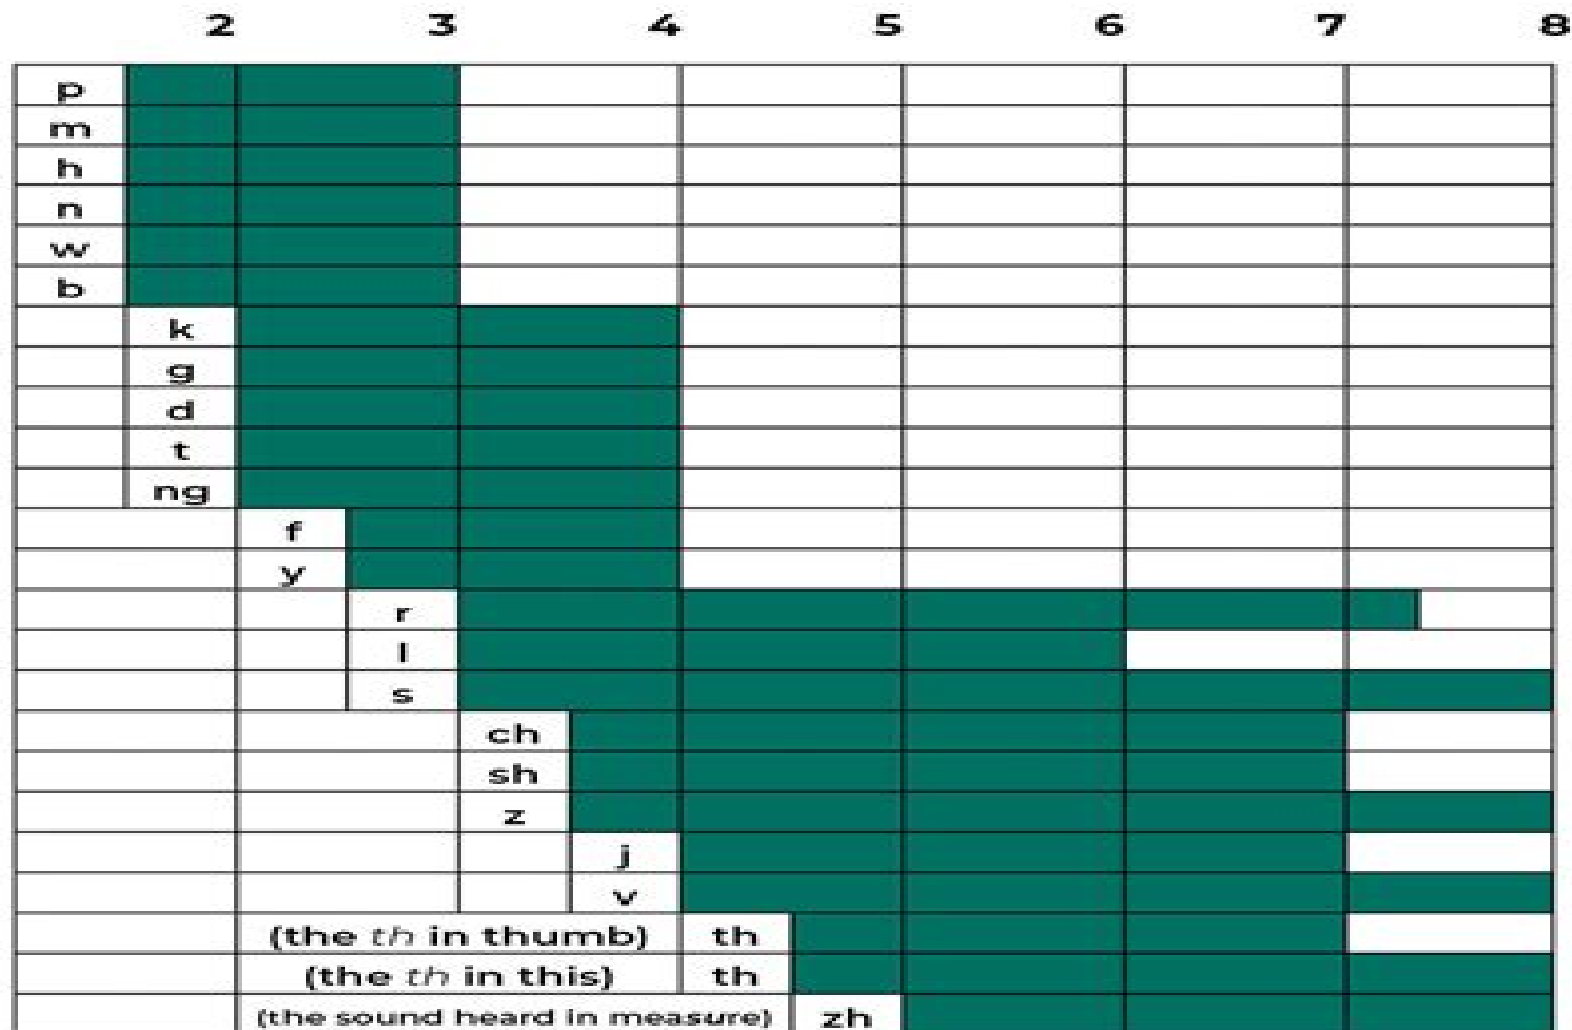 2 3 4 5 6 7 8
p
m
h
n
w
b
k
g
d
t
ng
f
y
r
l
s
ch
sh
z
j
v
(the th in thumb) th
(the th in this) th
(the sound heard in measure) zh